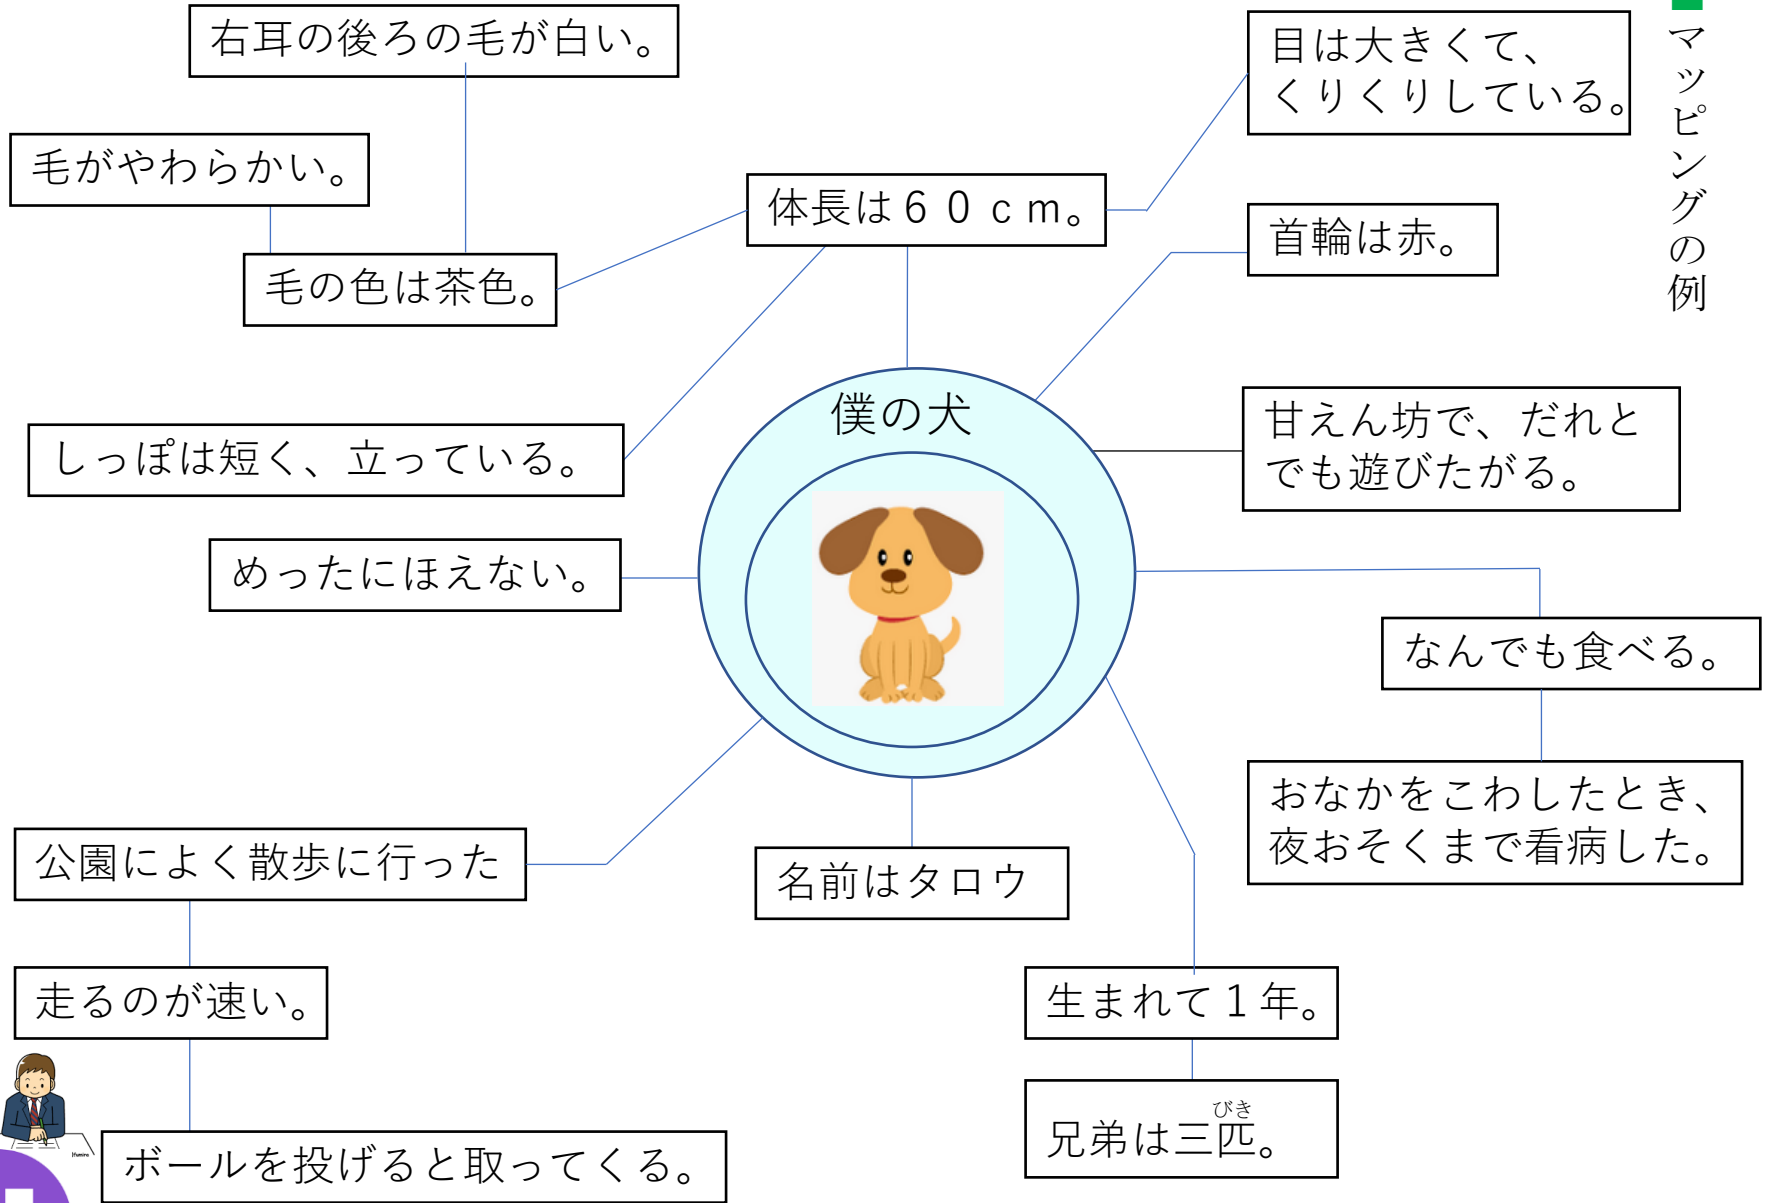 マッピングの例
右耳の後ろの毛が白い。
目は大きくて、
くりくりしている。
毛がやわらかい。
体長は６０ｃｍ。
首輪は赤。
毛の色は茶色。
僕の犬
甘えん坊で、だれと
でも遊びたがる。
しっぽは短く、立っている。
めったにほえない。
なんでも食べる。
おなかをこわしたとき、
夜おそくまで看病した。
公園によく散歩に行った
名前はタロウ
走るのが速い。
生まれて１年。
びき
兄弟は三匹。
ボールを投げると取ってくる。